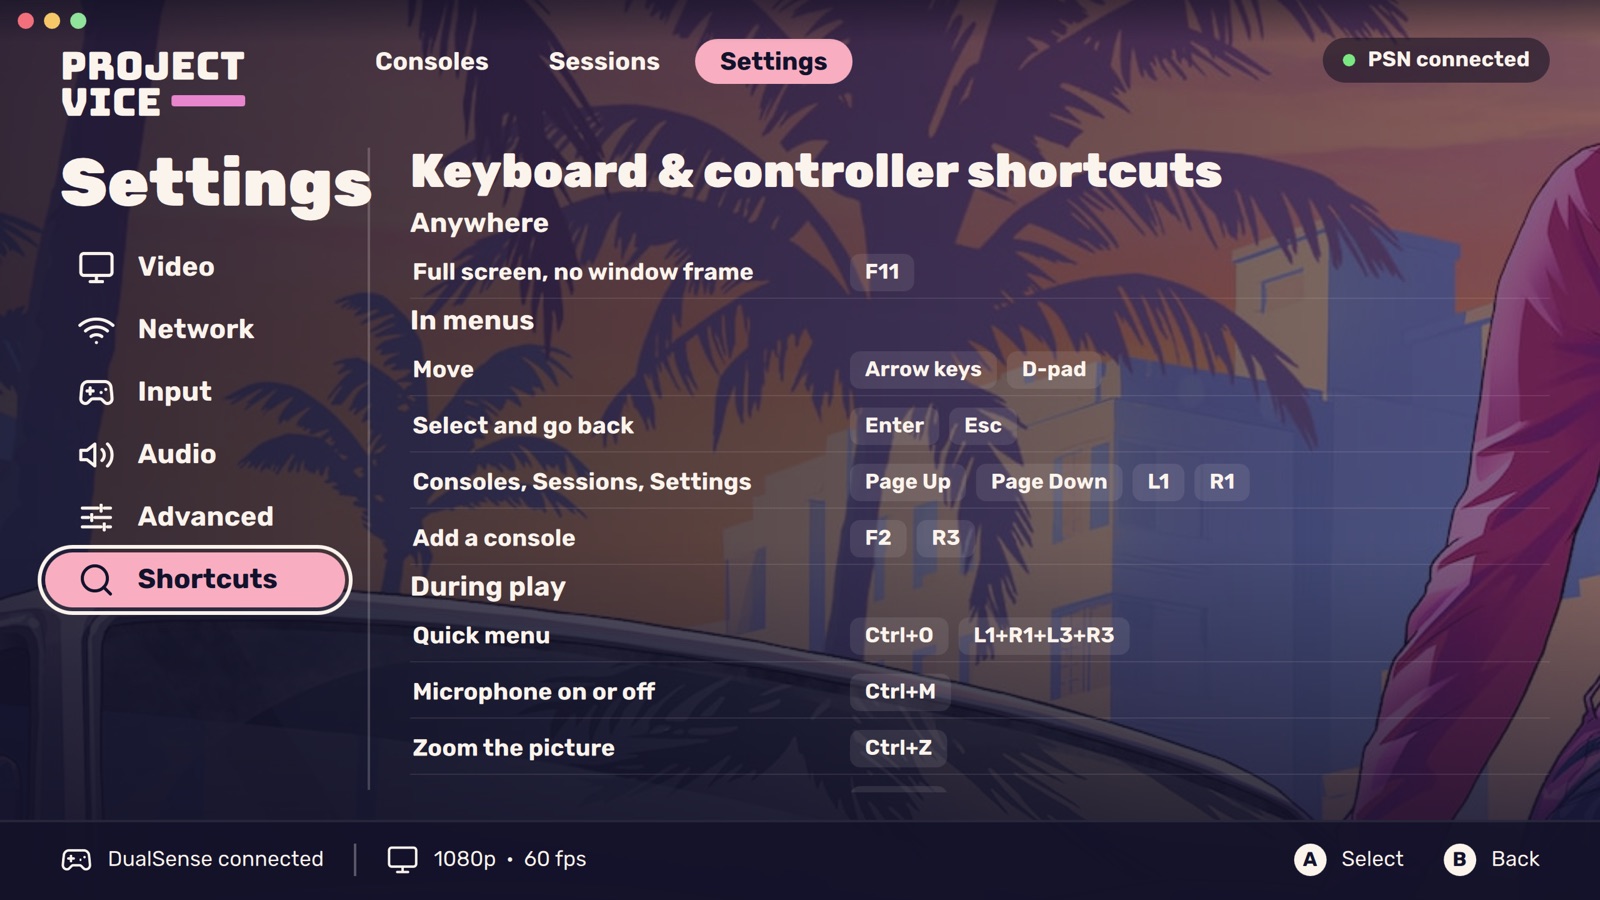 PROJECT
VICE
Consoles Sessions Settings
PSN connected
Settings
Video
Network
Input
Audio
Advanced
Shortcuts
Keyboard & controller shortcuts
Anywhere
Full screen, no window frame F11
In menus
Move Arrow keys D-pad
Select and go back Enter Esc
Consoles, Sessions, Settings Page Up Page Down L1 R1
Add a console F2 R3
During play
Quick menu Ctrl+O L1+R1+L3+R3
Microphone on or off Ctrl+M
Zoom the picture Ctrl+Z
DualSense connected 1080p • 60 fps
A Select B Back